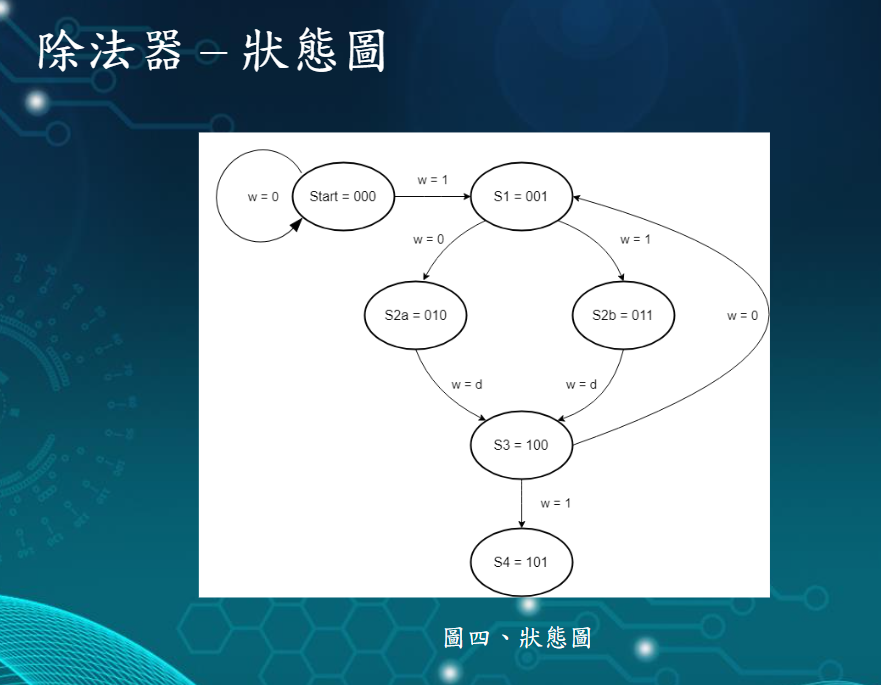 除法器 – 狀態圖
w = 1
w = 0
Start = 000
S1 = 001
w = 0
w = 1
S2a = 010
S2b = 011
w = 0
w = d
w = d
S3 = 100
w = 1
S4 = 101
圖四、狀態圖